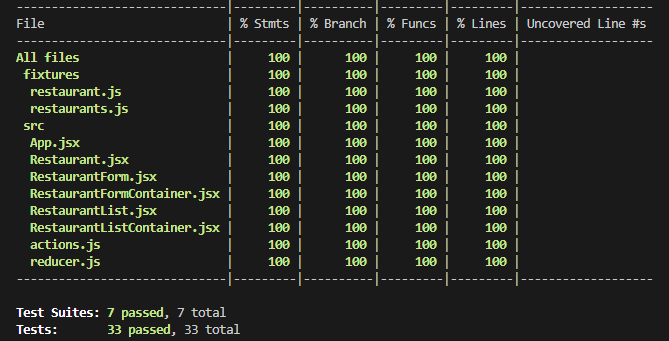 -------------------------------|---------|----------|---------|---------|-------------------
File                           | % Stmts | % Branch | % Funcs | % Lines | Uncovered Line #s
-------------------------------|---------|----------|---------|---------|-------------------
All files                      |     100 |      100 |     100 |     100 |
 fixtures                      |     100 |      100 |     100 |     100 |
  restaurant.js                |     100 |      100 |     100 |     100 |
  restaurants.js               |     100 |      100 |     100 |     100 |
 src                           |     100 |      100 |     100 |     100 |
  App.jsx                      |     100 |      100 |     100 |     100 |
  Restaurant.jsx               |     100 |      100 |     100 |     100 |
  RestaurantForm.jsx           |     100 |      100 |     100 |     100 |
  RestaurantFormContainer.jsx  |     100 |      100 |     100 |     100 |
  RestaurantList.jsx           |     100 |      100 |     100 |     100 |
  RestaurantListContainer.jsx  |     100 |      100 |     100 |     100 |
  actions.js                   |     100 |      100 |     100 |     100 |
  reducer.js                   |     100 |      100 |     100 |     100 |
-------------------------------|---------|----------|---------|---------|-------------------
Test Suites: 7 passed, 7 total
Tests:       33 passed, 33 total